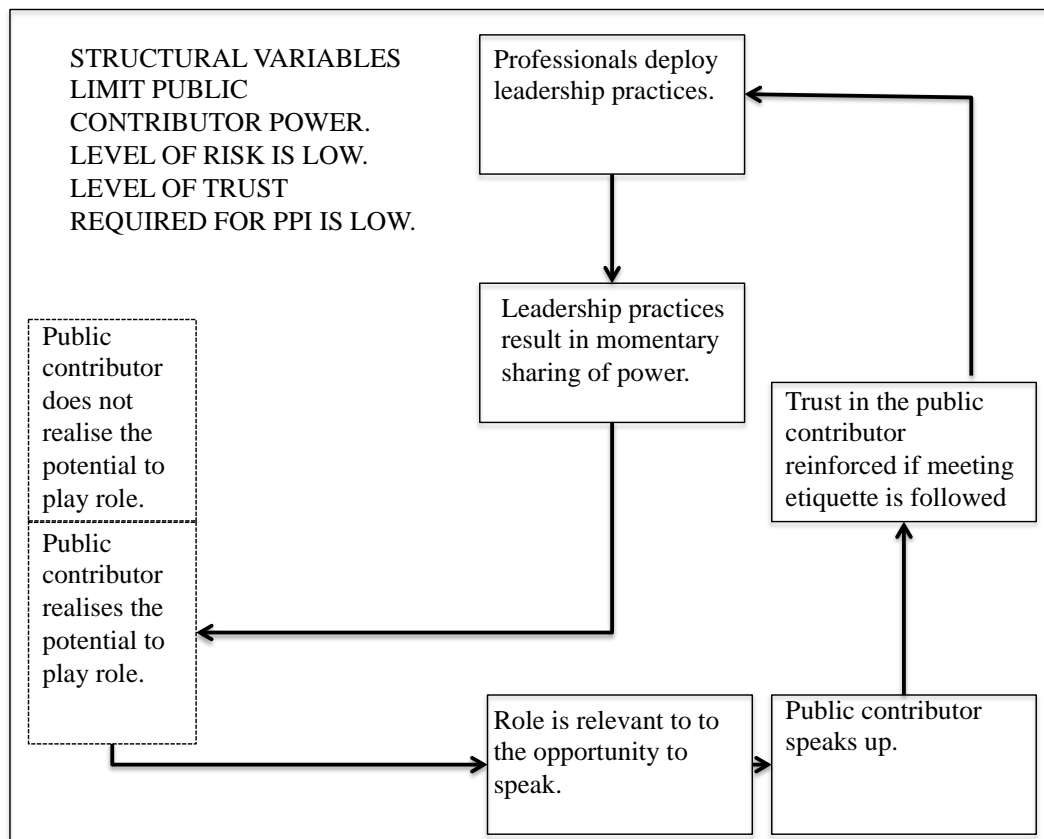 STRUCTURAL VARIABLES
LIMIT PUBLIC
CONTRIBUTOR POWER.
LEVEL OF RISK IS LOW.
LEVEL OF TRUST
REQUIRED FOR PPI IS LOW.
Professionals deploy
leadership practices.
Leadership practices
result in momentary
sharing of power.
Public
contributor
does not
realise the
potential to
play role.
Public
contributor
realises the
potential to
play role.
Role is relevant to to
the opportunity to
speak.
Public contributor
speaks up.
Trust in the public
contributor
reinforced if meeting
etiquette is followed